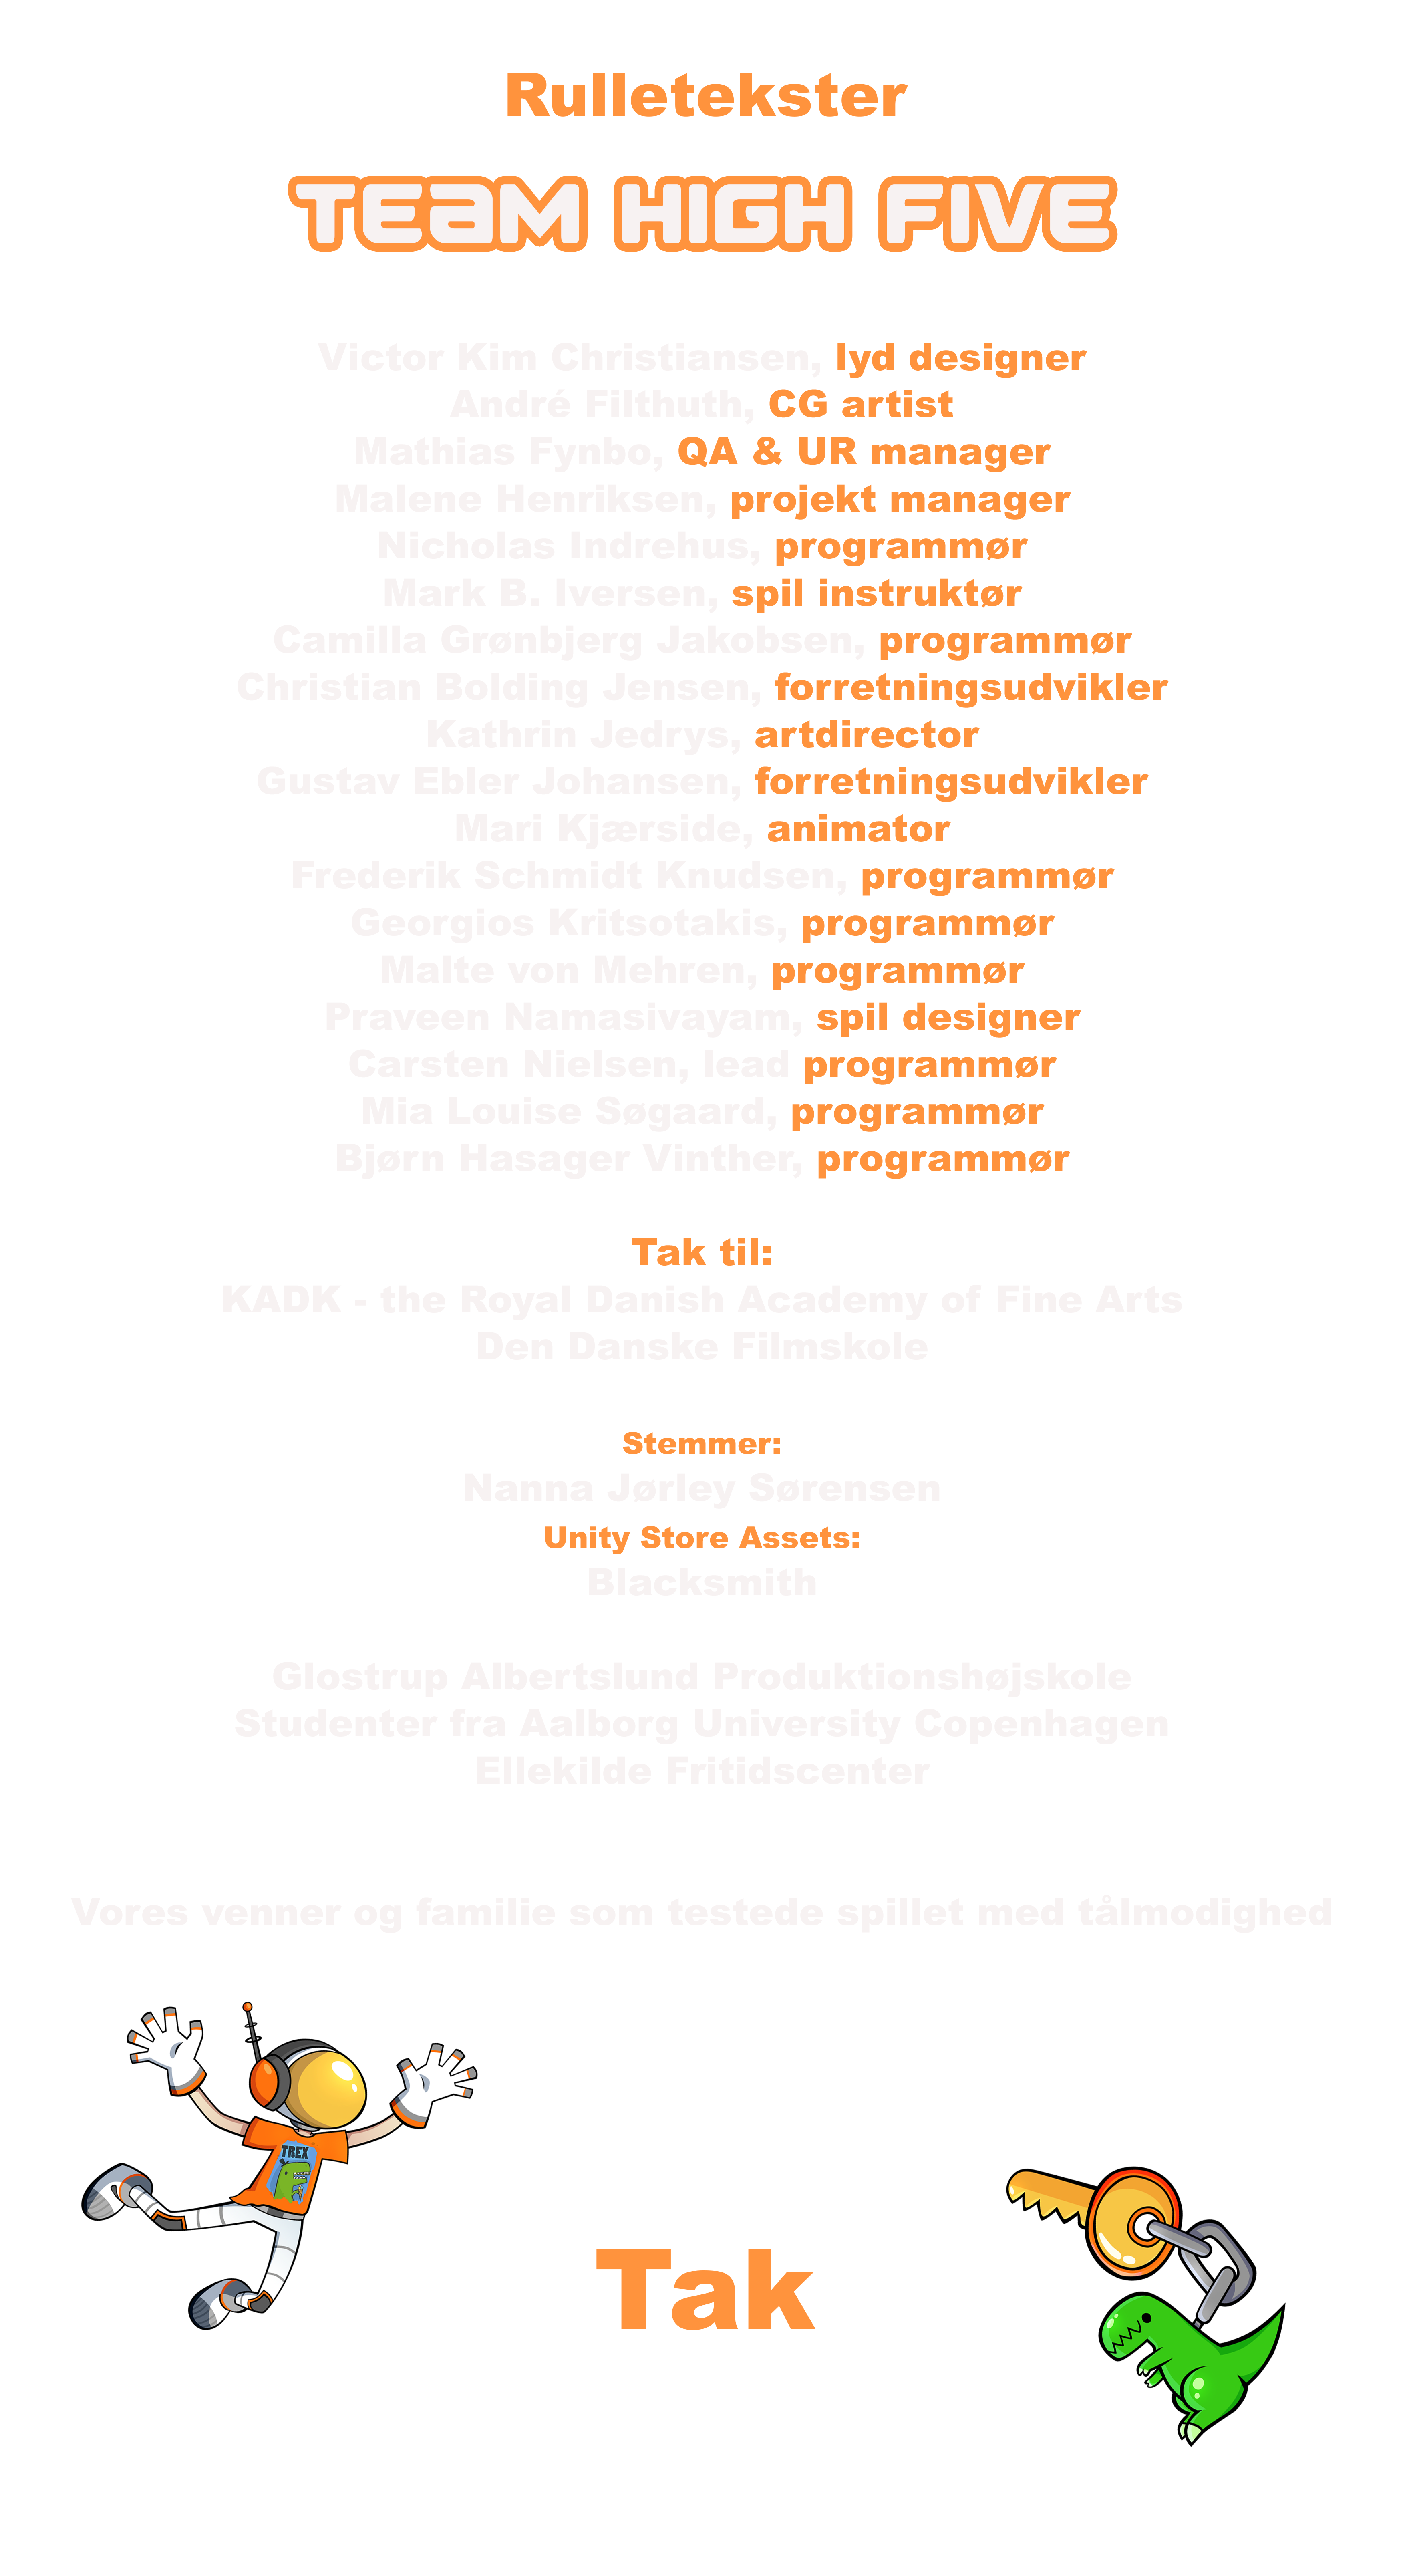 Rulletekster
TEAM HIGH FIVE
Victor Kim Christiansen, lyd designer
André Filthuth, CG artist
Mathias Fynbo, QA & UR manager
Malene Henriksen, projekt manager
Nicholas Indrehus, programmør
Mark B. Iversen, spil instruktør
Camilla Grønbjerg Jakobsen, programmør
Christian Bolding Jensen, forretningsudvikler
Kathrin Jedrys, artdirector
Gustav Ebler Johansen, forretningsudvikler
Mari Kjærside, animator
Frederik Schmidt Knudsen, programmør
Georgios Kritsotakis, programmør
Malte von Mehren, programmør
Praveen Namasivayam, spil designer
Carsten Nielsen, lead programmør
Mia Louise Søgaard, programmør
Bjørn Hasager Vinther, programmør
Tak til:
KADK - the Royal Danish Academy of Fine Arts
Den Danske Filmskole
Stemmer:
Nanna Jørley Sørensen
Unity Store Assets:
Blacksmith
Glostrup Albertslund Produktionshøjskole
Studenter fra Aalborg University Copenhagen
Ellekilde Fritidscenter
Vores venner og familie som testede spillet med tålmodighed
TREX
Tak